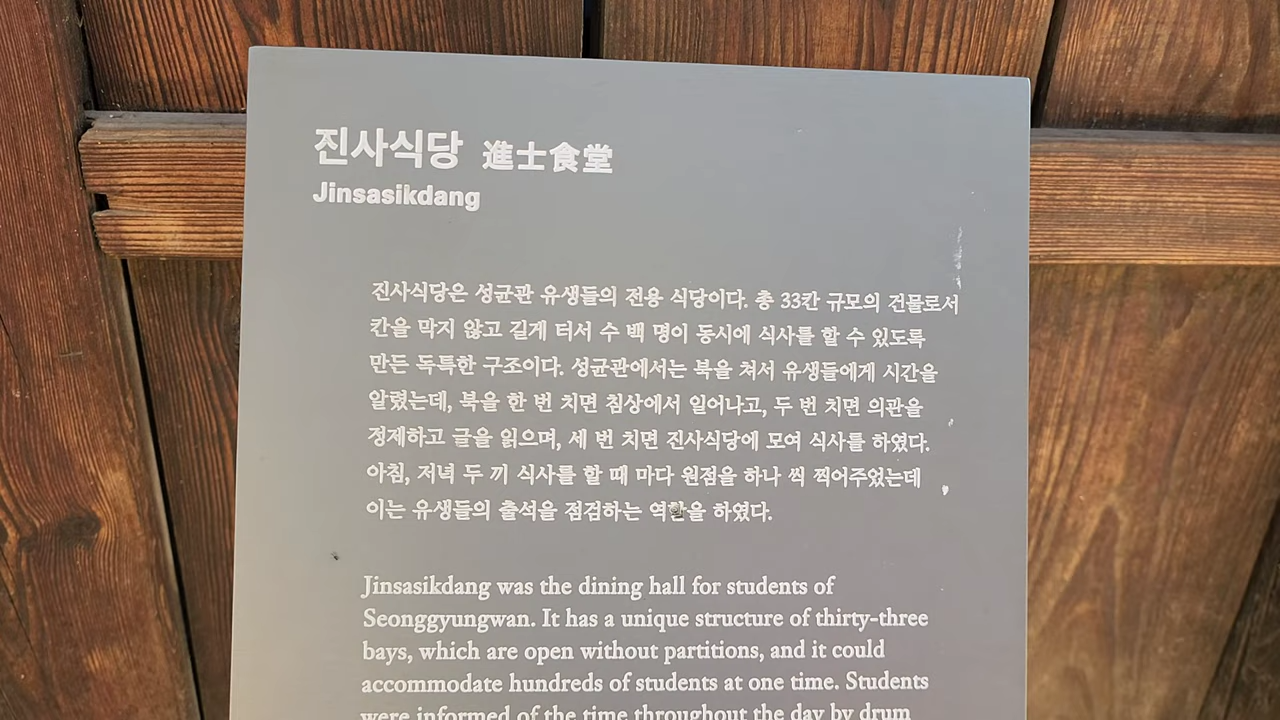 진사식당 進士食堂
Jinsasikdang
진사식당은 성균관 유생들의 전용 식당이다. 총 33칸 규모의 건물로서
칸을 막지 않고 길게 터서 수 백 명이 동시에 식사를 할 수 있도록
만든 독특한 구조이다. 성균관에서는 북을 쳐서 유생들에게 시간을
알렸는데, 북을 한 번 치면 침상에서 일어나고, 두 번 치면 의관을
정제하고 글을 읽으며, 세 번 치면 진사식당에 모여 식사를 하였다.
아침, 저녁 두 끼 식사를 할 때 마다 원점을 하나 씩 찍어주었는데
이는 유생들의 출석을 점검하는 역할을 하였다.
Jinsasikdang was the dining hall for students of
Seonggyungwan. It has a unique structure of thirty-three
bays, which are open without partitions, and it could
accommodate hundreds of students at one time. Students
were informed of the time throughout the day by drum